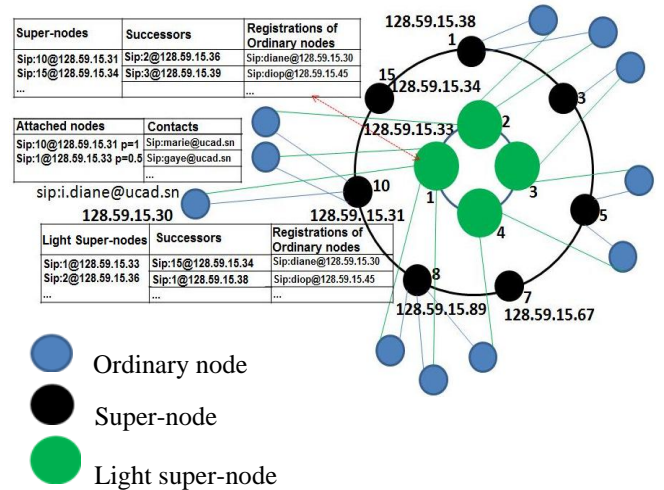 Super-nodes Successors Registrations of Ordinary nodes
Sip:10@128.59.15.31 Sip:2@128.59.15.36 Sip:diane@128.59.15.30
Sip:15@128.59.15.34 Sip:3@128.59.15.39 Sip:diop@128.59.15.45
... ...
128.59.15.38
1
15
128.59.15.34
3
128.59.15.33
2
Attached nodes Contacts
Sip:10@128.59.15.31 p=1 Sip:marie@ucad.sn
Sip:1@128.59.15.33 p=0.5 Sip:gaye@ucad.sn
...
sip:i.diane@ucad.sn
10
1
3
128.59.15.30
128.59.15.31
4
5
Light Super-nodes Successors Registrations of Ordinary nodes
Sip:1@128.59.15.33 Sip:15@128.59.15.34 Sip:diane@128.59.15.30
Sip:2@128.59.15.36 Sip:1@128.59.15.38 Sip:diop@128.59.15.45
... ... ...
8
7
128.59.15.89
128.59.15.67
Ordinary node
Super-node
Light super-node